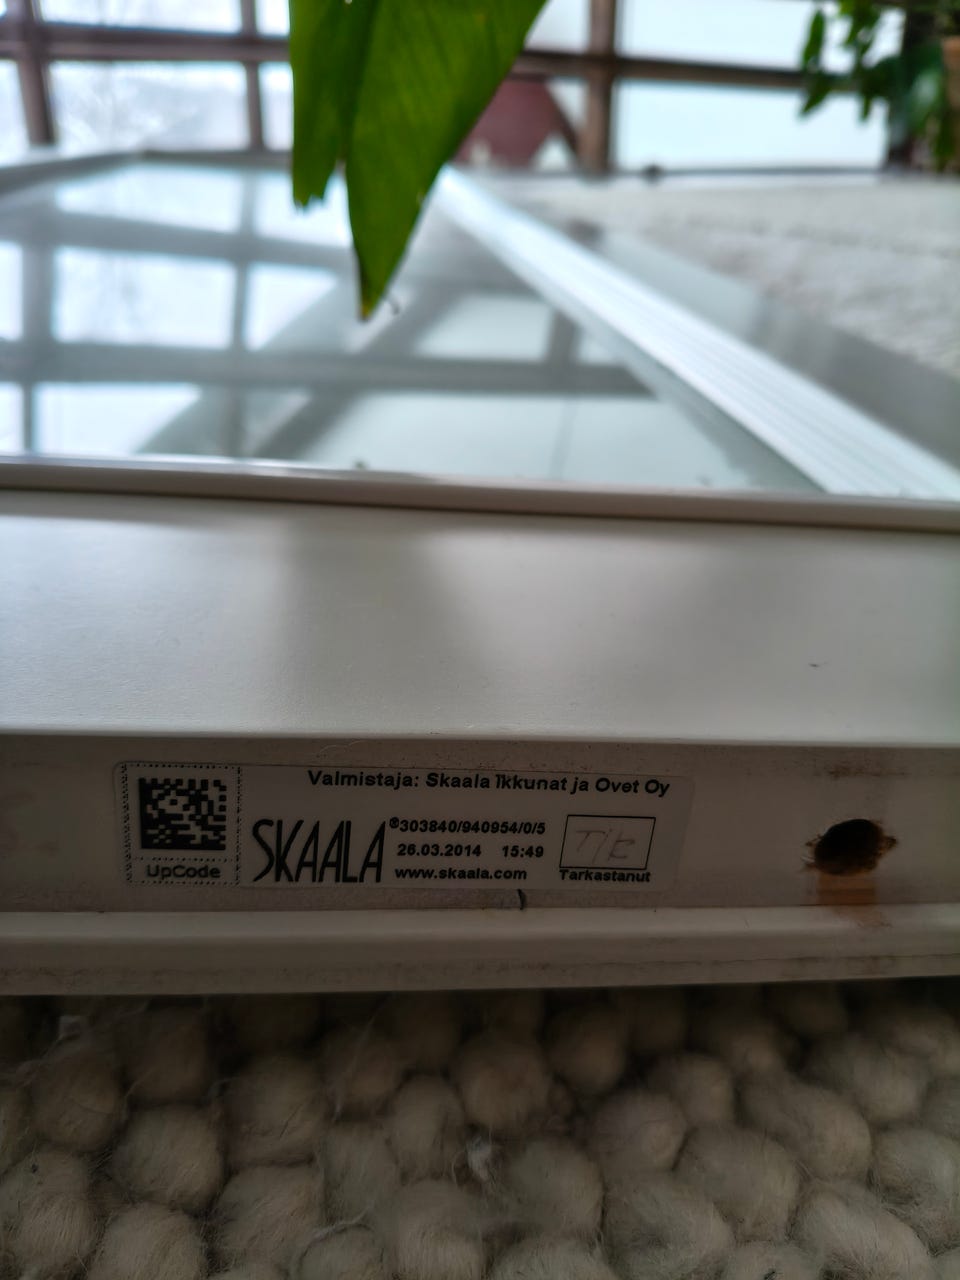 Valmistaja: Skaala Ikkunat ja Ovet Oy
SKAALA®
303840/940954/0/5
26.03.2014 15:49
www.skaala.com
UpCode
Tarkastanut